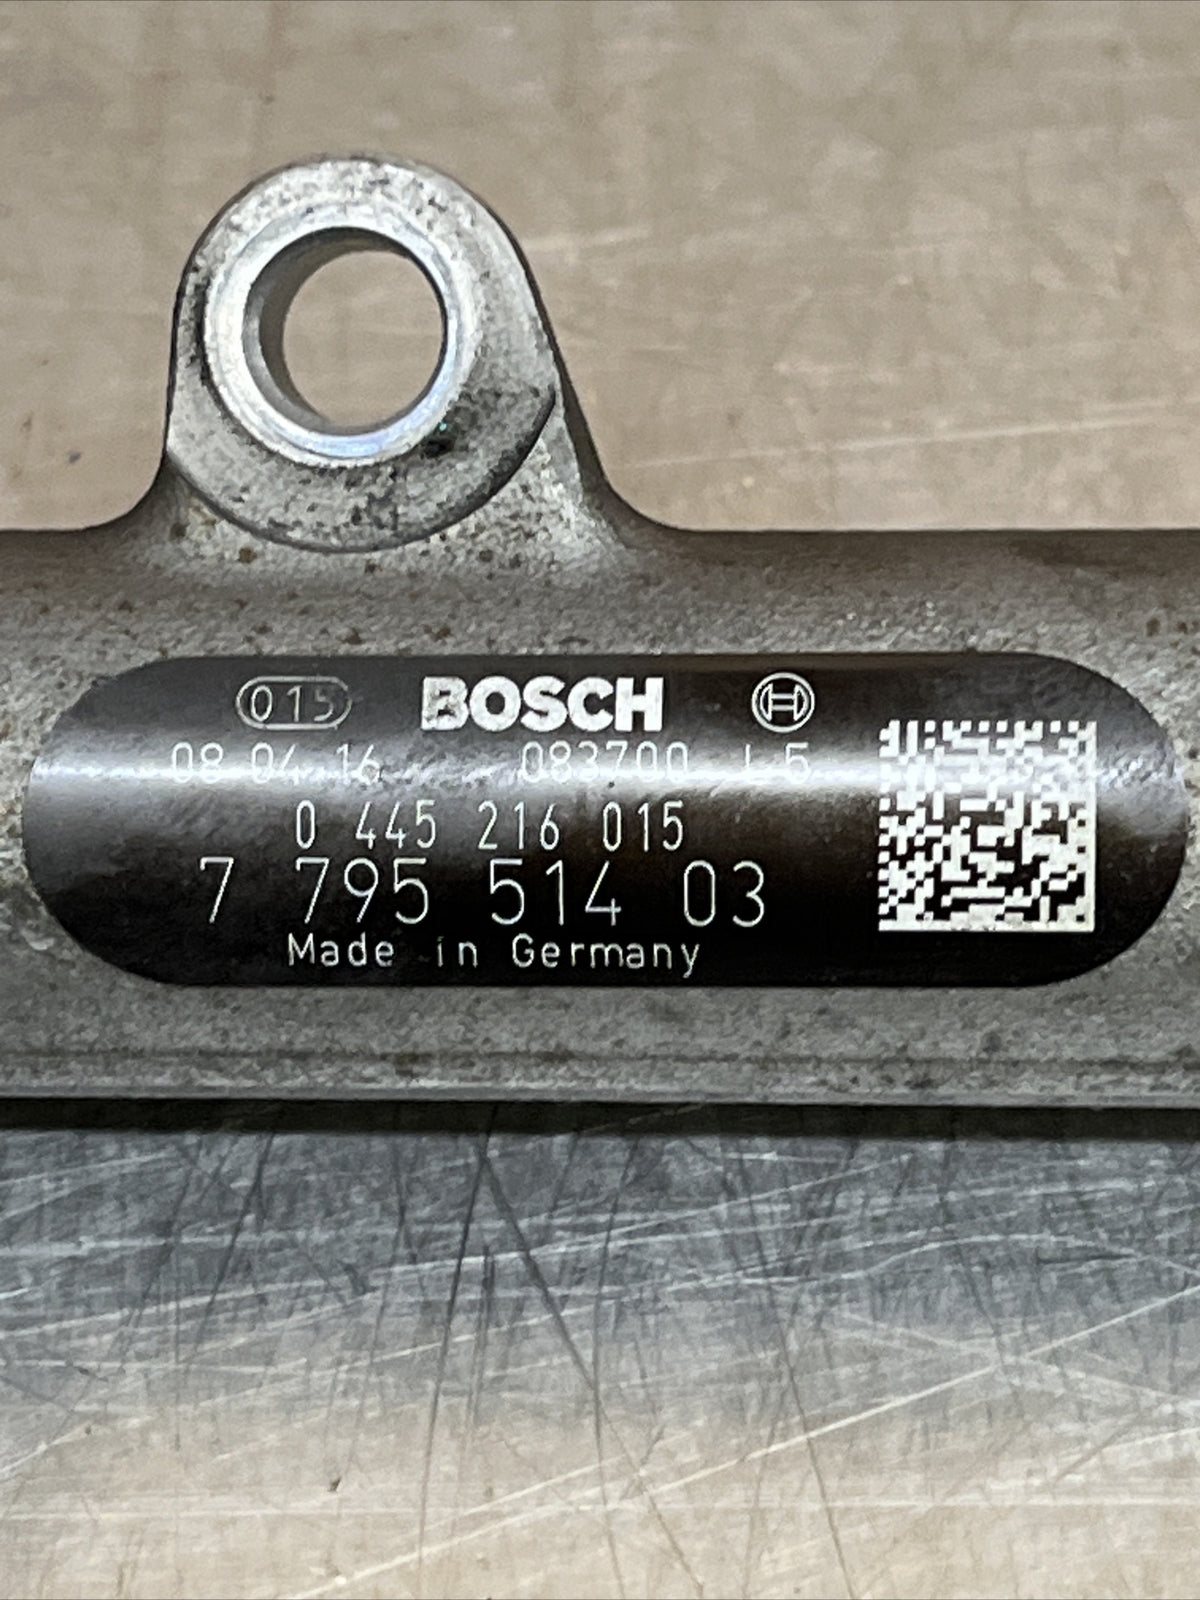 015 BOSCH
08 04 16 083700 L5
0 445 216 015
7 795 514 03
Made in Germany